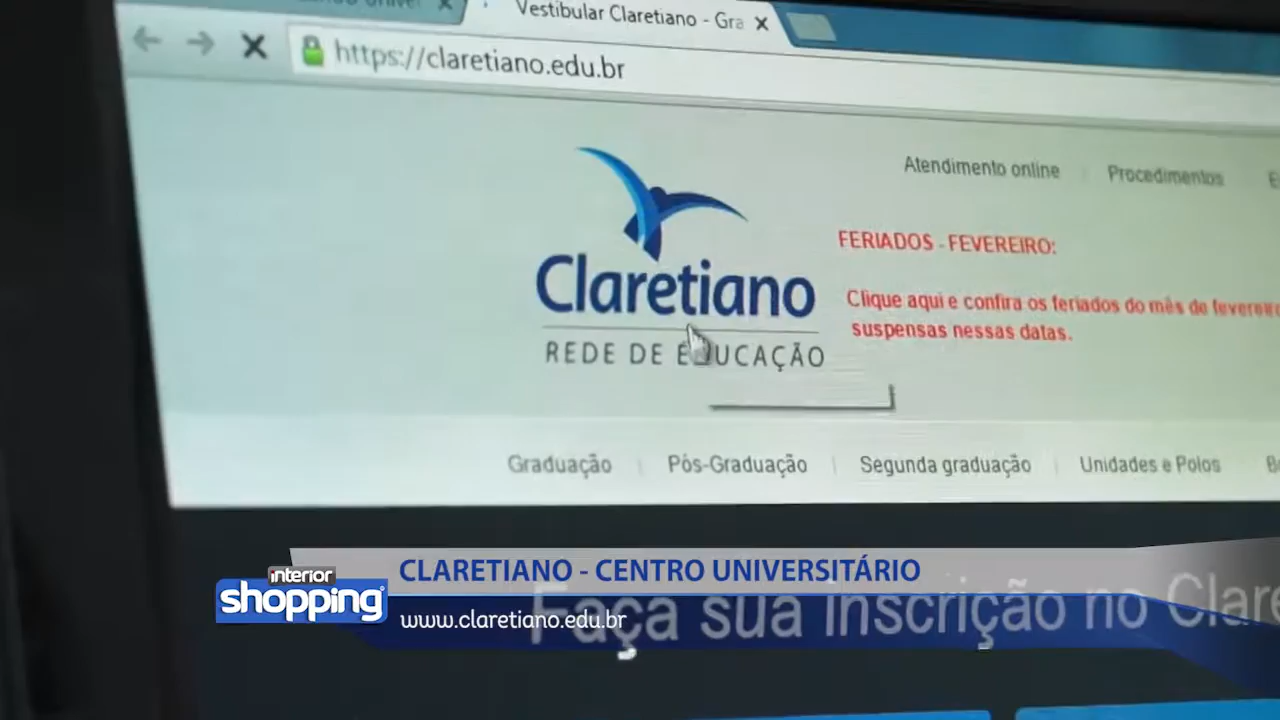 Vestibular Claretiano - Gra
https://claretiano.edu.br
Atendimento online
Procedimentos
Claretiano
REDE DE EDUCAÇÃO
FERIADOS - FEVEREIRO:
Clique aqui e confira os feriados do mês de fevereiro
suspensas nessas datas.
Graduação
Pós-Graduação
Segunda graduação
Unidades e Polos
interior
shopping
CLARETIANO - CENTRO UNIVERSITÁRIO
www.claretiano.edu.br
Faça sua inscrição no Clare